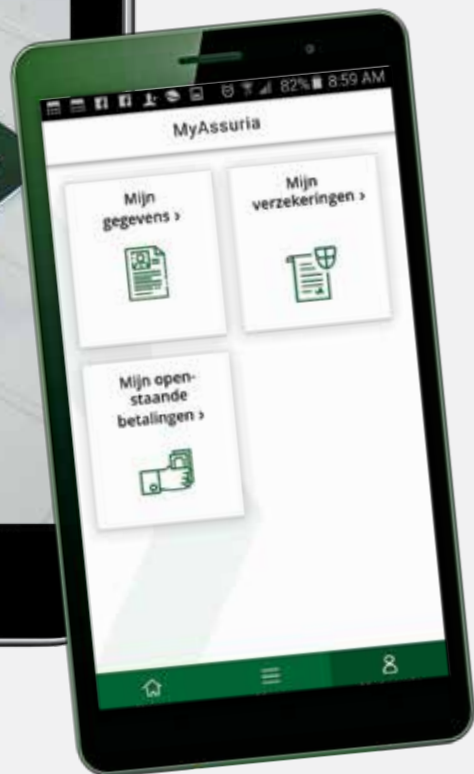 82% 8:59 AM
MyAssuria
Mijn
gegevens ›
Mijn
verzekeringen ›
Mijn open-
staande
betalingen ›